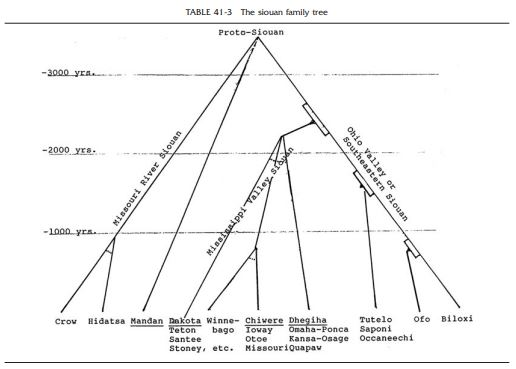 TABLE 41-3 The siouan family tree
Proto-Siouan
-3000 yrs.
-2000 yrs.
-1000 yrs.
Missouri River Siouan
Mississippi Valley Siouan
Ohio Valley or
Southeastern Siouan
Crow Hidatsa Mandan Dakota Winne- Chiwere Dhegiha Tutelo Ofo Biloxi
Teton bago Ioway Omaha-Ponca Saponi
Santee Otoe Kansa-Osage Occaneechi
Stoney, etc. Missouri Quapaw